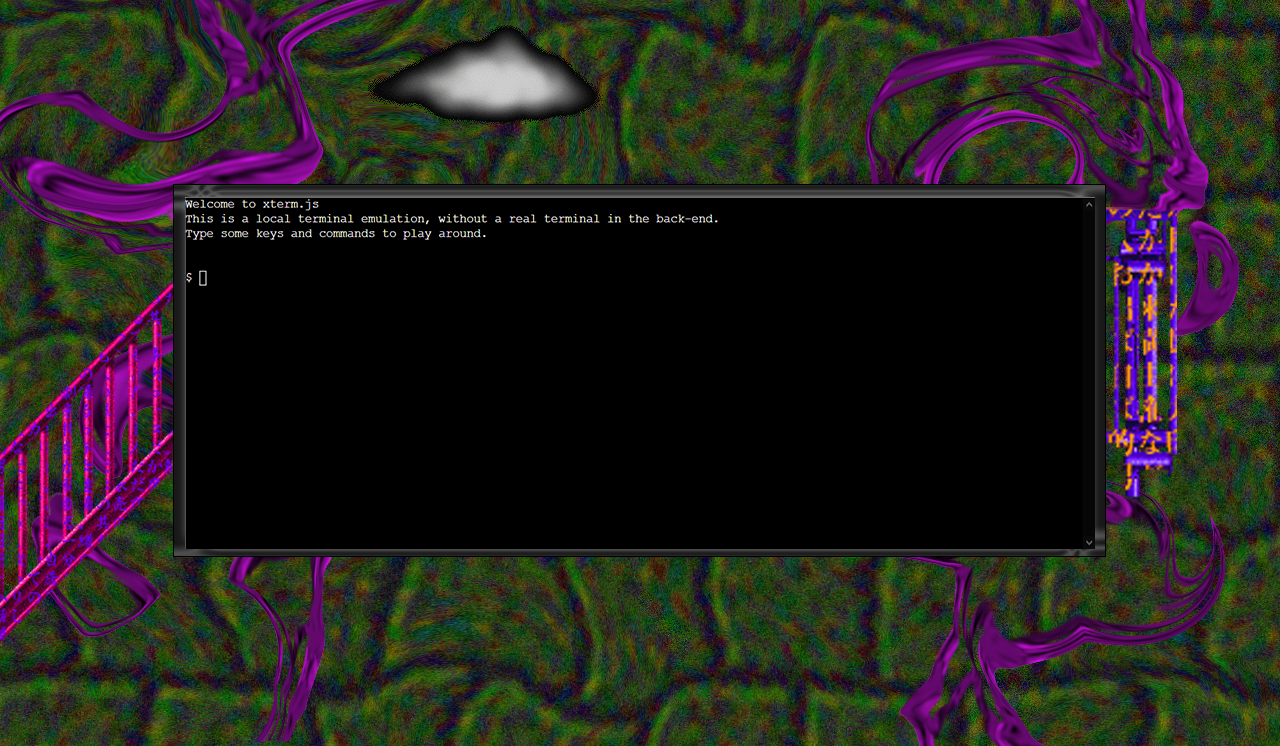 Welcome to xterm.js
This is a local terminal emulation, without a real terminal in the back-end.
Type some keys and commands to play around.
$